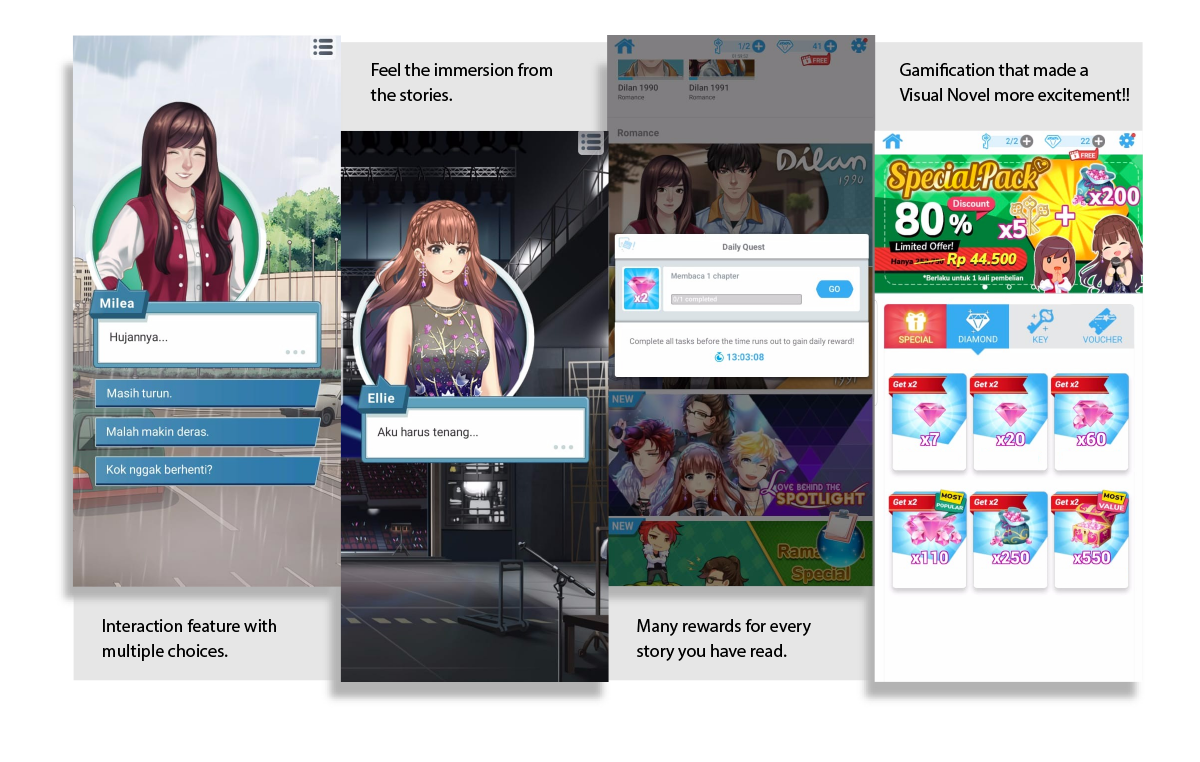 Milea
Hujannya...
Masih turun.
Malah makin deras.
Kok nggak berhenti?
Interaction feature with
multiple choices.
Feel the immersion from
the stories.
Ellie
Aku harus tenang...
1/2
41
FREE
Dilan 1990
Romance
Dilan 1991
Romance
Romance
Dilan
1990
Daily Quest
x2
Membaca 1 chapter
0/1 completed
GO
Complete all tasks before the time runs out to gain daily reward!
13:03:08
1991
NEW
LOVE BEHIND THE
SPOTLIGHT
NEW
Special
Many rewards for every
story you have read.
Gamification that made a
Visual Novel more excitement!!
2/2
22
FREE
SpecialPack
80%
Discount
x5
+
x200
Limited Offer!
Hanya
Rp 44.500
*Berlaku untuk 1 kali pembelian
SPECIAL
DIAMOND
KEY
VOUCHER
Get x2
x7
Get x2
x20
Get x2
x60
Get x2
MOST
POPULAR
x110
Get x2
x250
Get x2
MOST
VALUE
x550